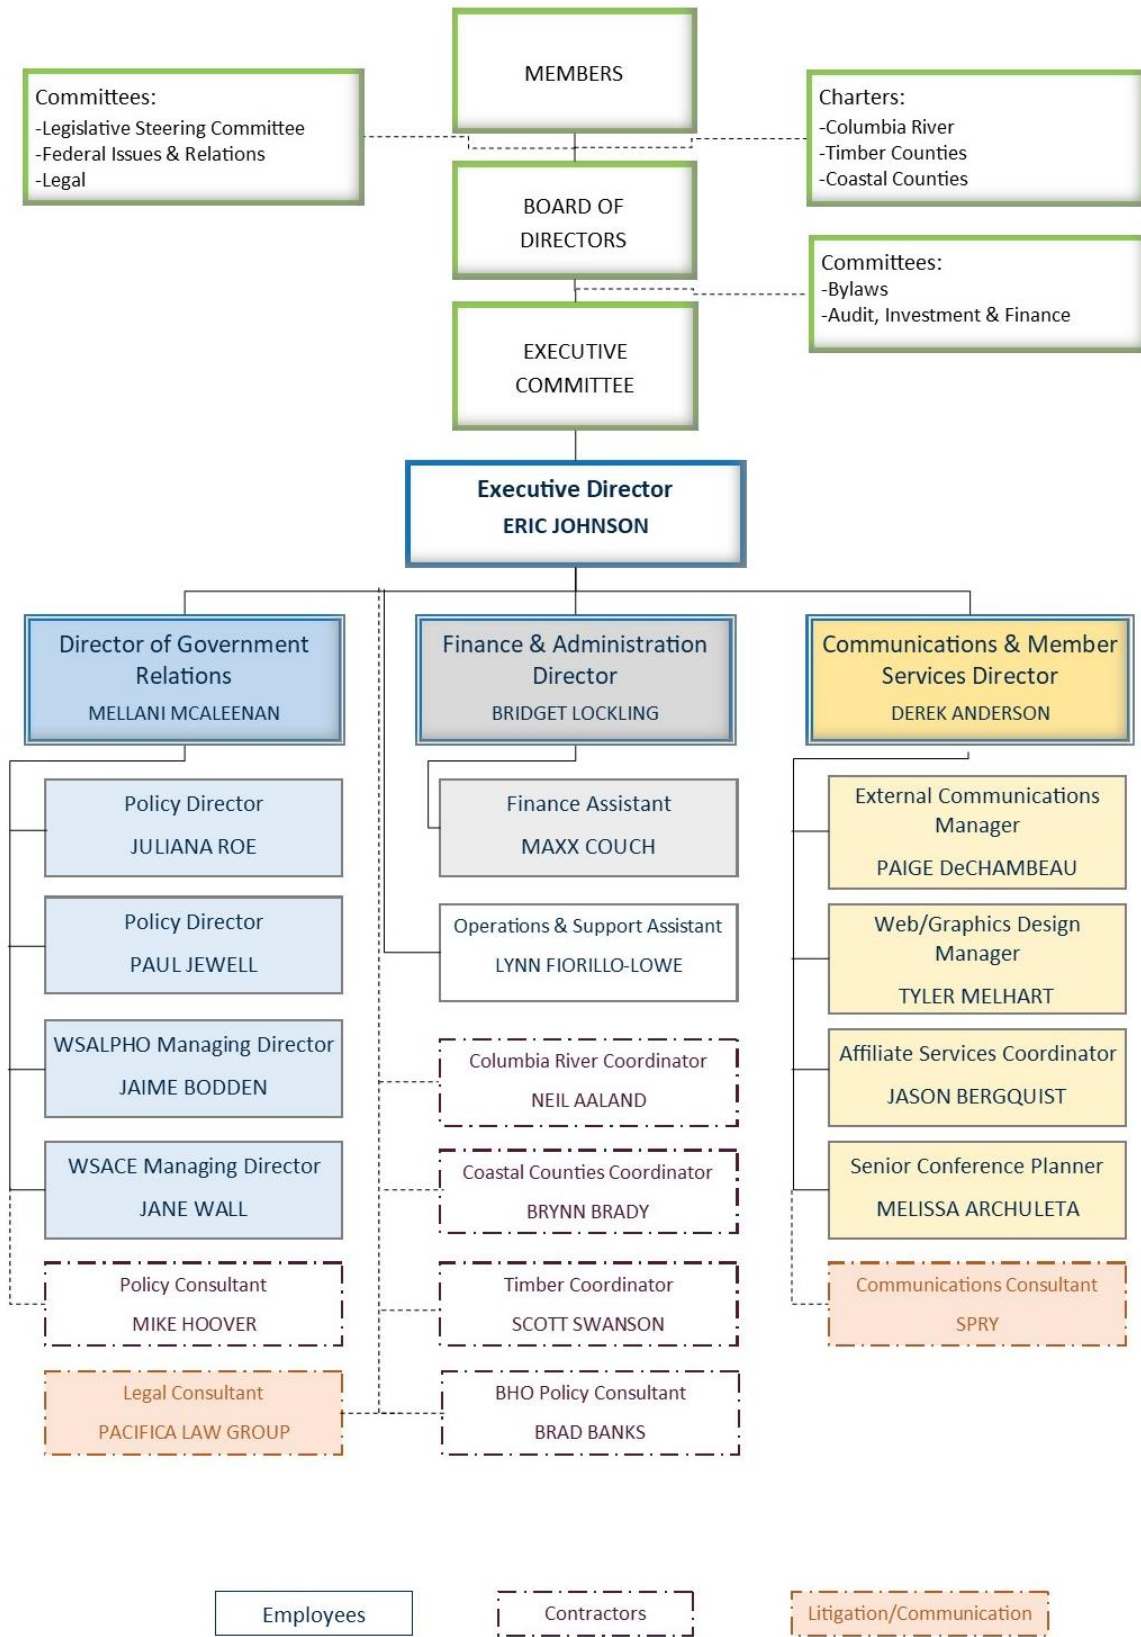 MEMBERS
Committees:
-Legislative Steering Committee
-Federal Issues & Relations
-Legal
Charters:
-Columbia River
-Timber Counties
-Coastal Counties
BOARD OF
DIRECTORS
Committees:
-Bylaws
-Audit, Investment & Finance
EXECUTIVE
COMMITTEE
Executive Director
ERIC JOHNSON
Director of Government
Relations
MELLANI MCALEENAN
Finance & Administration
Director
BRIDGET LOCKLING
Communications & Member
Services Director
DEREK ANDERSON
Policy Director
JULIANA ROE
Policy Director
PAUL JEWELL
WSALPHO Managing Director
JAIME BODDEN
WSACE Managing Director
JANE WALL
Policy Consultant
MIKE HOOVER
Legal Consultant
PACIFICA LAW GROUP
Finance Assistant
MAXX COUCH
Operations & Support Assistant
LYNN FIORILLO-LOWE
Columbia River Coordinator
NEIL AALAND
Coastal Counties Coordinator
BRYNN BRADY
Timber Coordinator
SCOTT SWANSON
BHO Policy Consultant
BRAD BANKS
External Communications
Manager
PAIGE DeCHAMBEAU
Web/Graphics Design
Manager
TYLER MELHART
Affiliate Services Coordinator
JASON BERGQUIST
Senior Conference Planner
MELISSA ARCHULETA
Communications Consultant
SPRY
Employees
Contractors
Litigation/Communication